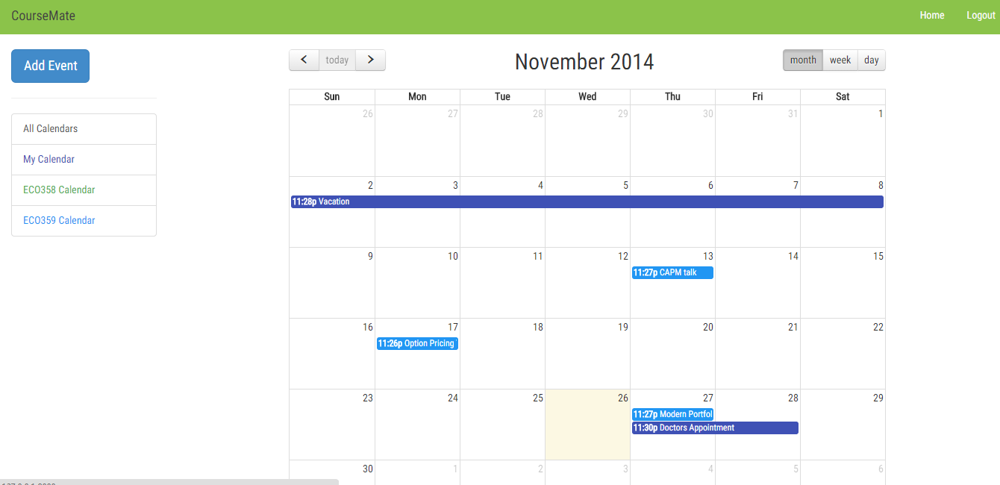 CourseMate
Home Logout
Add Event
today
November 2014
month week day
All Calendars
My Calendar
ECO358 Calendar
ECO359 Calendar
Sun Mon Tue Wed Thu Fri Sat
26 27 28 29 30 31 1
2 3 4 5 6 7 8
11:28p Vacation
9 10 11 12 13 14 15
11:27p CAPM talk
16 17 18 19 20 21 22
11:26p Option Pricing
23 24 25 26 27 28 29
11:27p Modern Portfol
11:30p Doctors Appointment
30 1 2 3 4 5 6